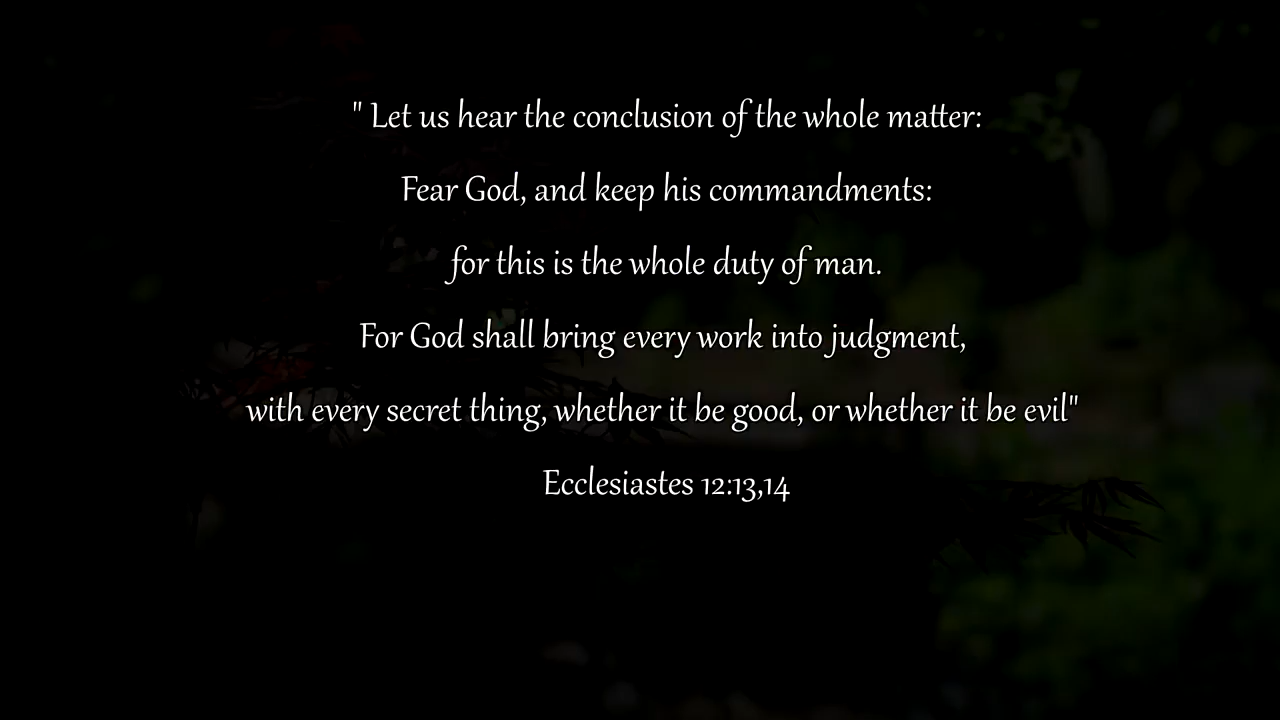 " Let us hear the conclusion of the whole matter:
Fear God, and keep his commandments:
for this is the whole duty of man.
For God shall bring every work into judgment,
with every secret thing, whether it be good, or whether it be evil"
Ecclesiastes 12:13,14